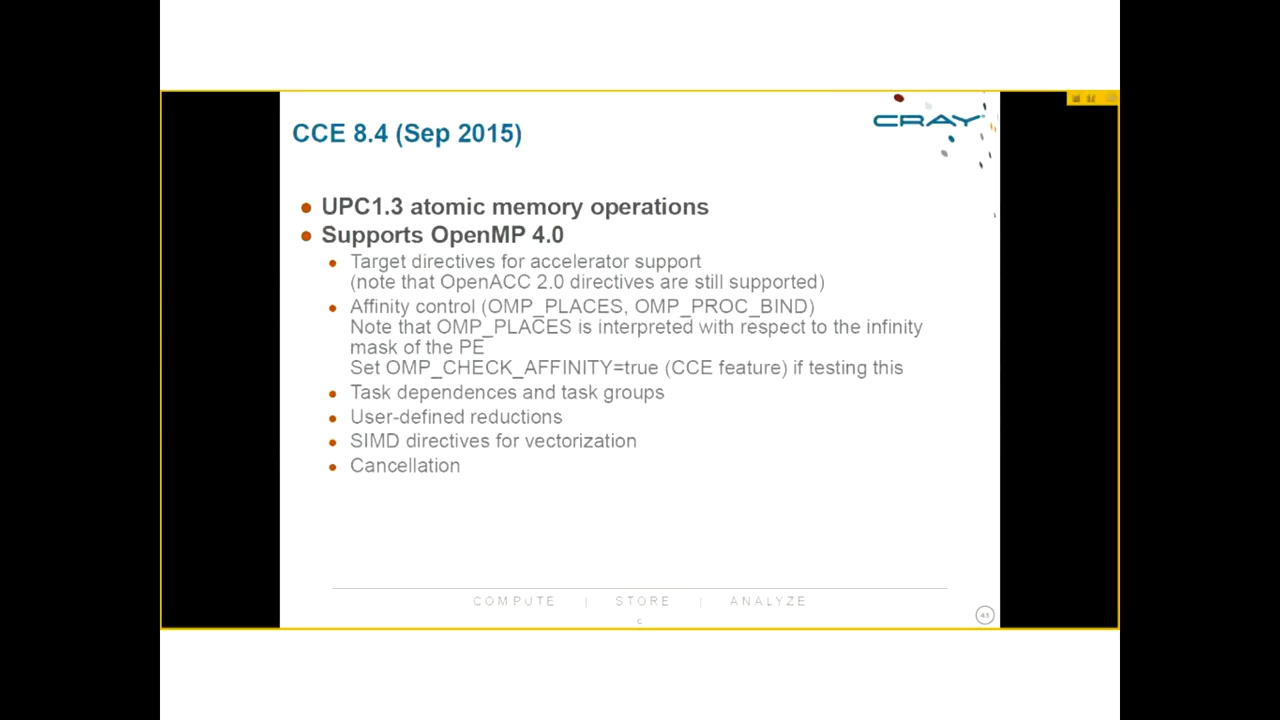 CRAY
CCE 8.4 (Sep 2015)
UPC1.3 atomic memory operations
Supports OpenMP 4.0
Target directives for accelerator support
(note that OpenACC 2.0 directives are still supported)
Affinity control (OMP_PLACES, OMP_PROC_BIND)
Note that OMP_PLACES is interpreted with respect to the infinity
mask of the PE
Set OMP_CHECK_AFFINITY=true (CCE feature) if testing this
Task dependences and task groups
User-defined reductions
SIMD directives for vectorization
Cancellation
COMPUTE | STORE | ANALYZE